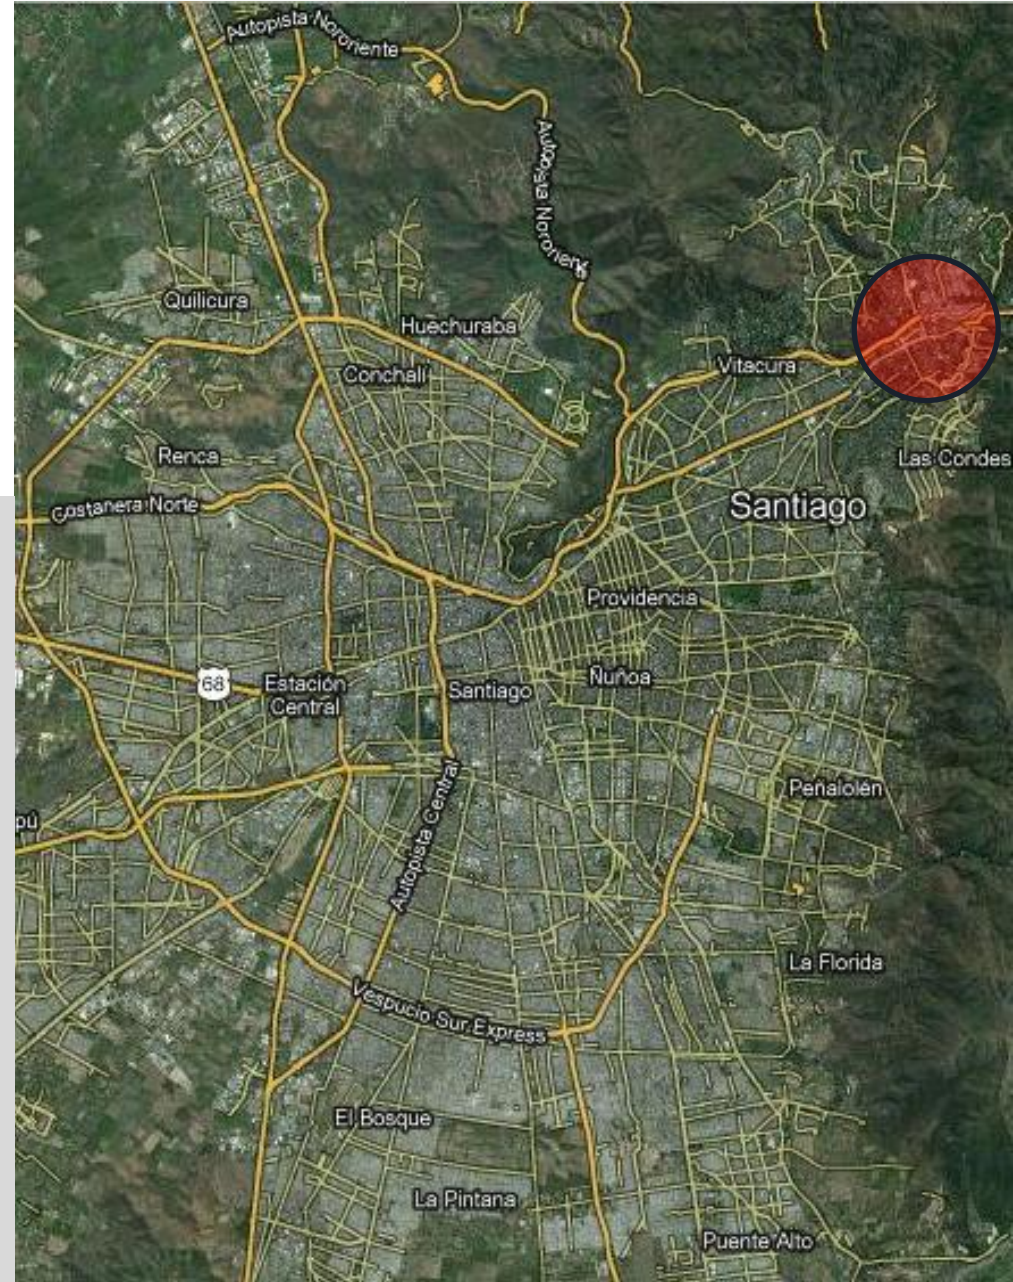 Autopista Nororiente
Autopista Nororiente
Quilicura
Huechuraba
Conchalí
Vitacura
Renca
Las Condes
Costanera Norte
Santiago
Providencia
68
Estación
Central
Santiago
Ñuñoa
Peñalolén
pú
Autopista Central
La Florida
Vespucio Sur Express
El Bosque
La Pintana
Puente Alto